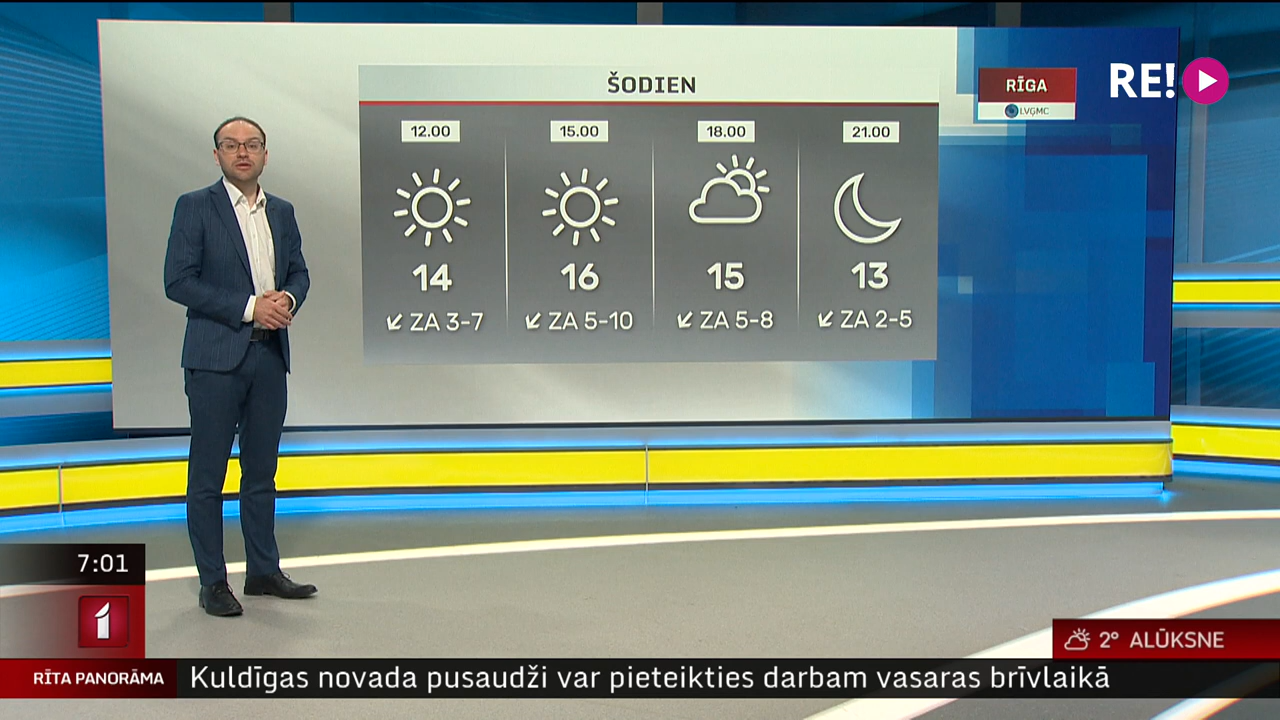 ŠODIEN
RĪGA
LVĢMC
RE!
12.00
15.00
18.00
21.00
14
16
15
13
ZA 3-7
ZA 5-10
ZA 5-8
ZA 2-5
7:01
1
2° ALŪKSNE
RĪTA PANORĀMA
Kuldīgas novada pusaudži var pieteikties darbam vasaras brīvlaikā